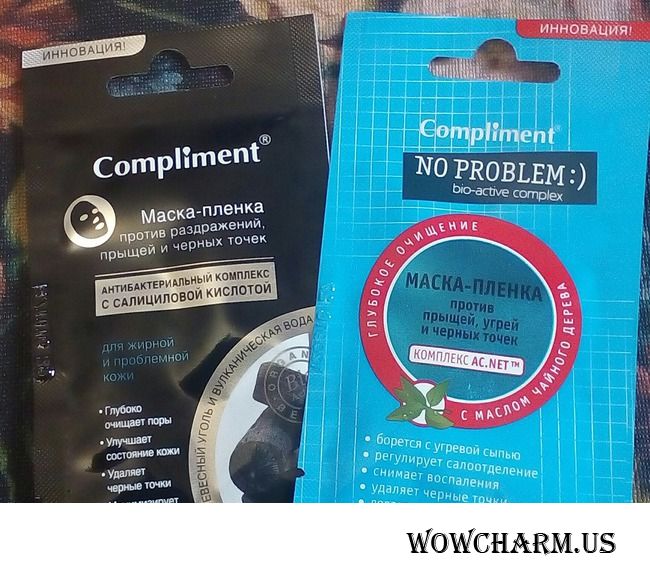 ИННОВАЦИЯ!
Compliment®
Маска-пленка
против раздражений,
прыщей и черных точек
АНТИБАКТЕРИАЛЬНЫЙ КОМПЛЕКС
С САЛИЦИЛОВОЙ КИСЛОТОЙ
для жирной
и проблемной
кожи
• Глубоко
очищает поры
• Улучшает
состояние кожи
• Удаляет
черные точки
УГОЛЬ И ВУЛКАНИЧЕСКАЯ ВОДА
ИННОВАЦИЯ!
Compliment®
NO PROBLEM:)
bio-active complex
ГЛУБОКОЕ ОЧИЩЕНИЕ
МАСКА-ПЛЕНКА
против
прыщей, угрей
и черных точек
КОМПЛЕКС AC.NET™
С МАСЛОМ ЧАЙНОГО ДЕРЕВА
• борется с угревой сыпью
• регулирует салоотделение
• снимает воспаления
• удаляет черные точки
WOWCHARM.US